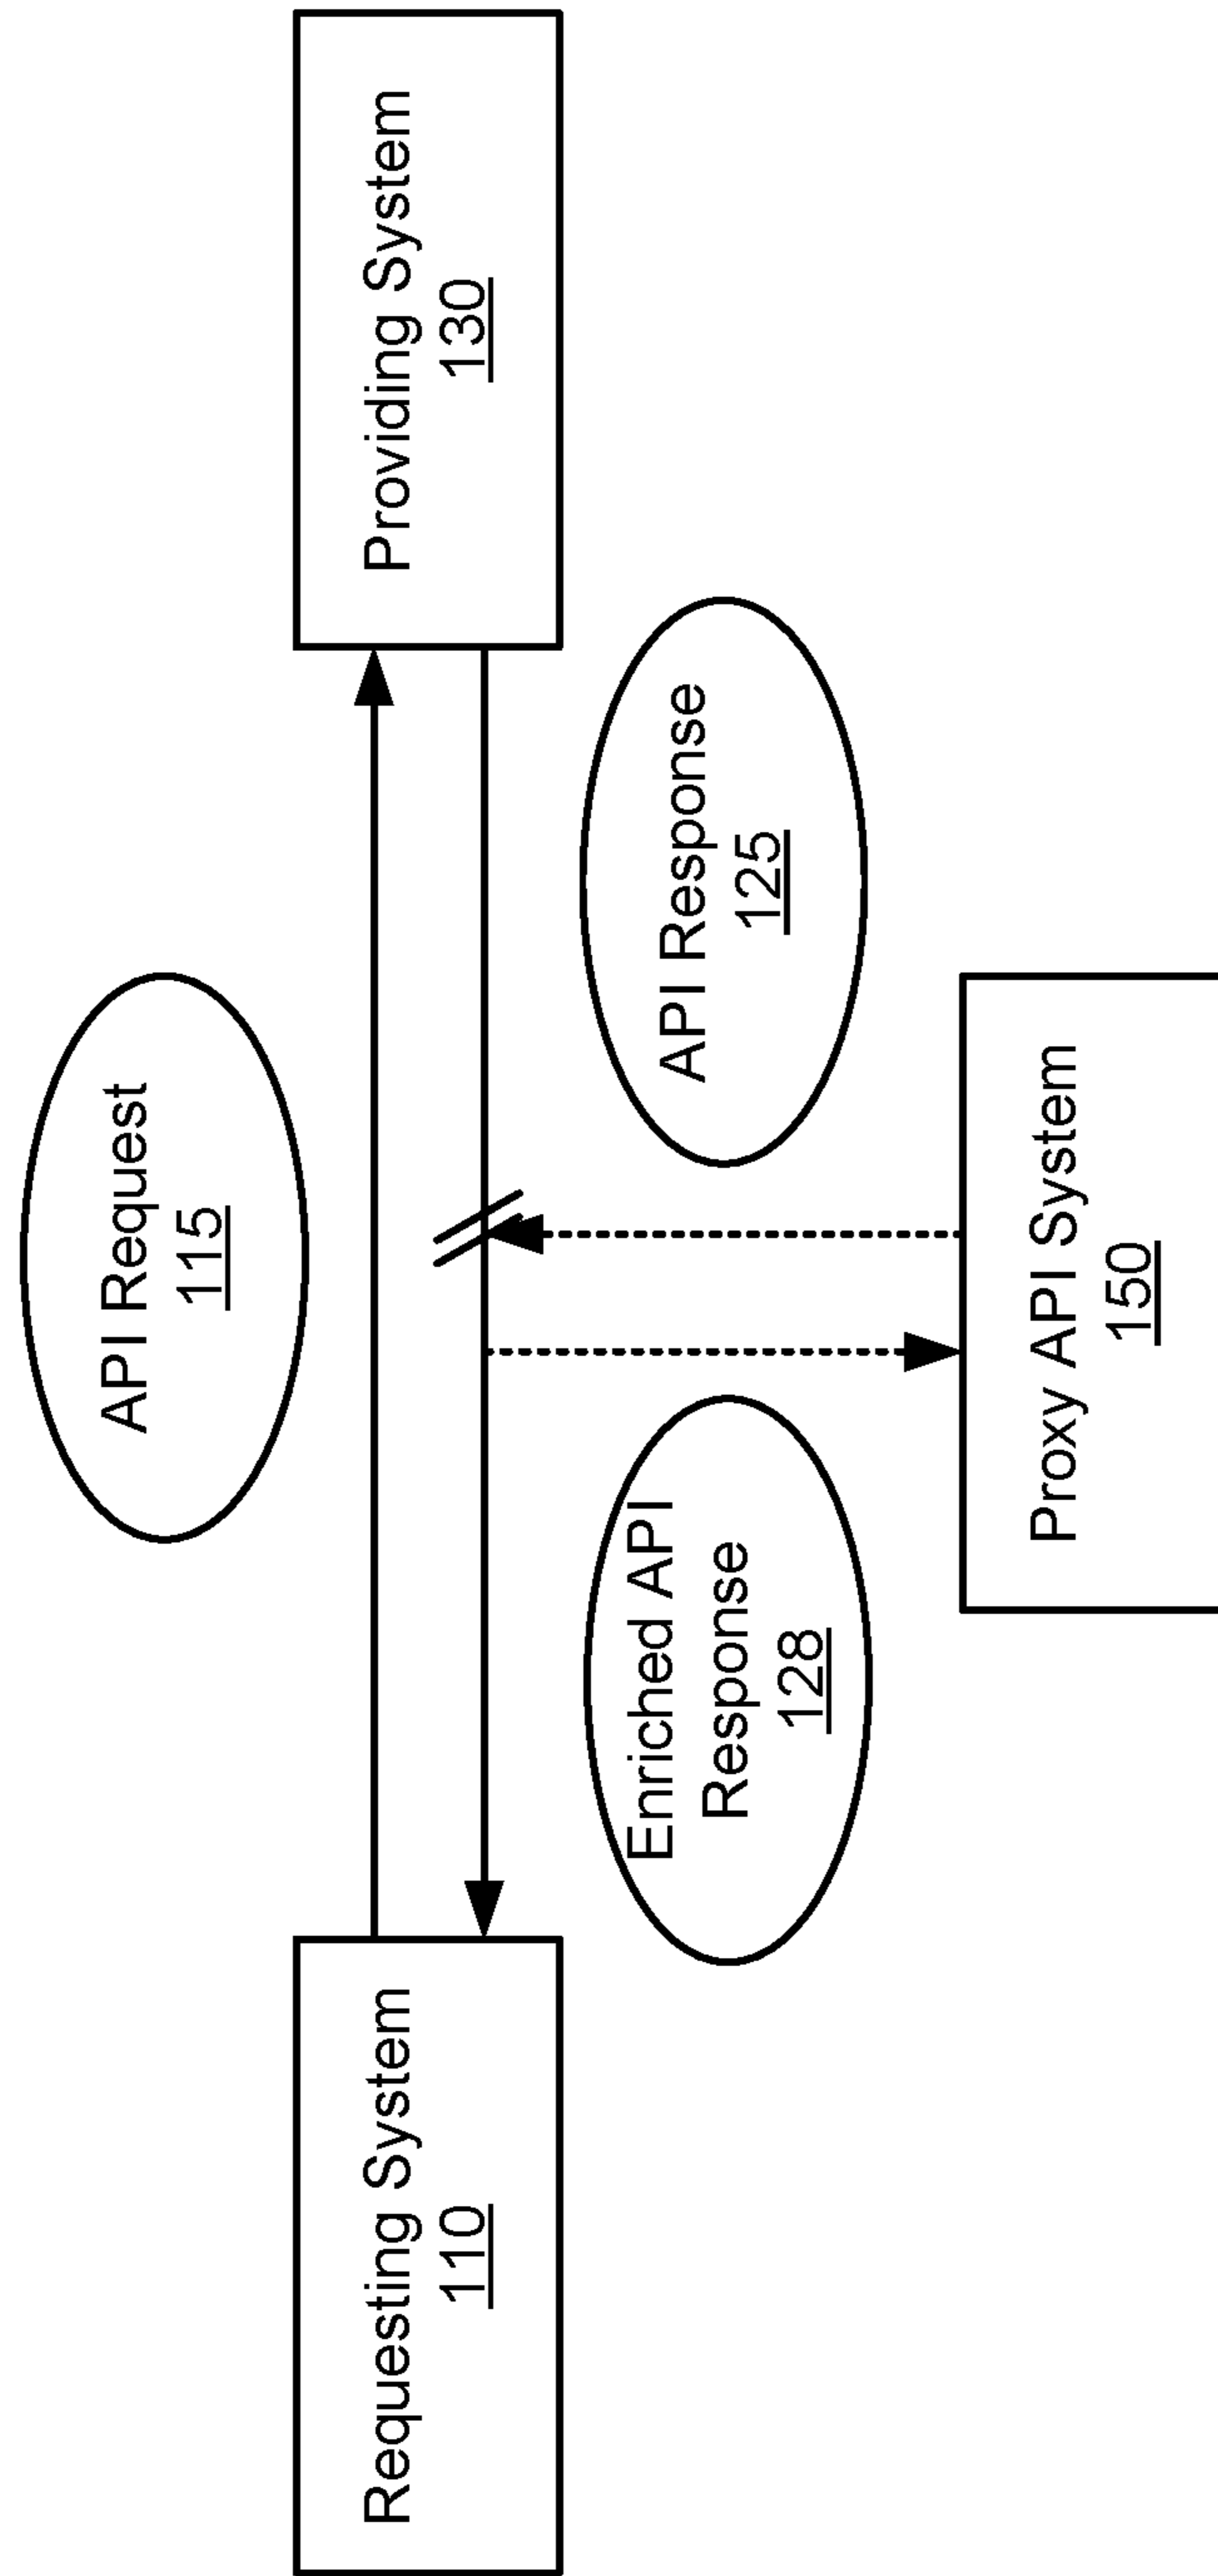 API Request
115
Requesting System
110
Providing System
130
Enriched API
Response
128
API Response
125
Proxy API System
150